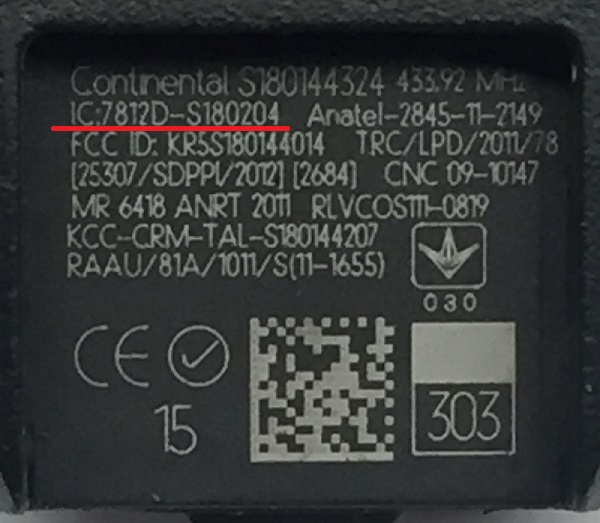 Continental S180144324 433.92 MHz
IC:7812D-S180204 Anatel-2845-11-2149
FCC ID: KR5S180144014 TRC/LPD/2011/78
[25307/SDPPI/2012] [2684] CNC 09-10147
MR 6418 ANRT 2011 RLVCOS111-0819
KCC-CRM-TAL-S180144207
RAAU/81A/1011/S(11-1655)
030
CE
15
303